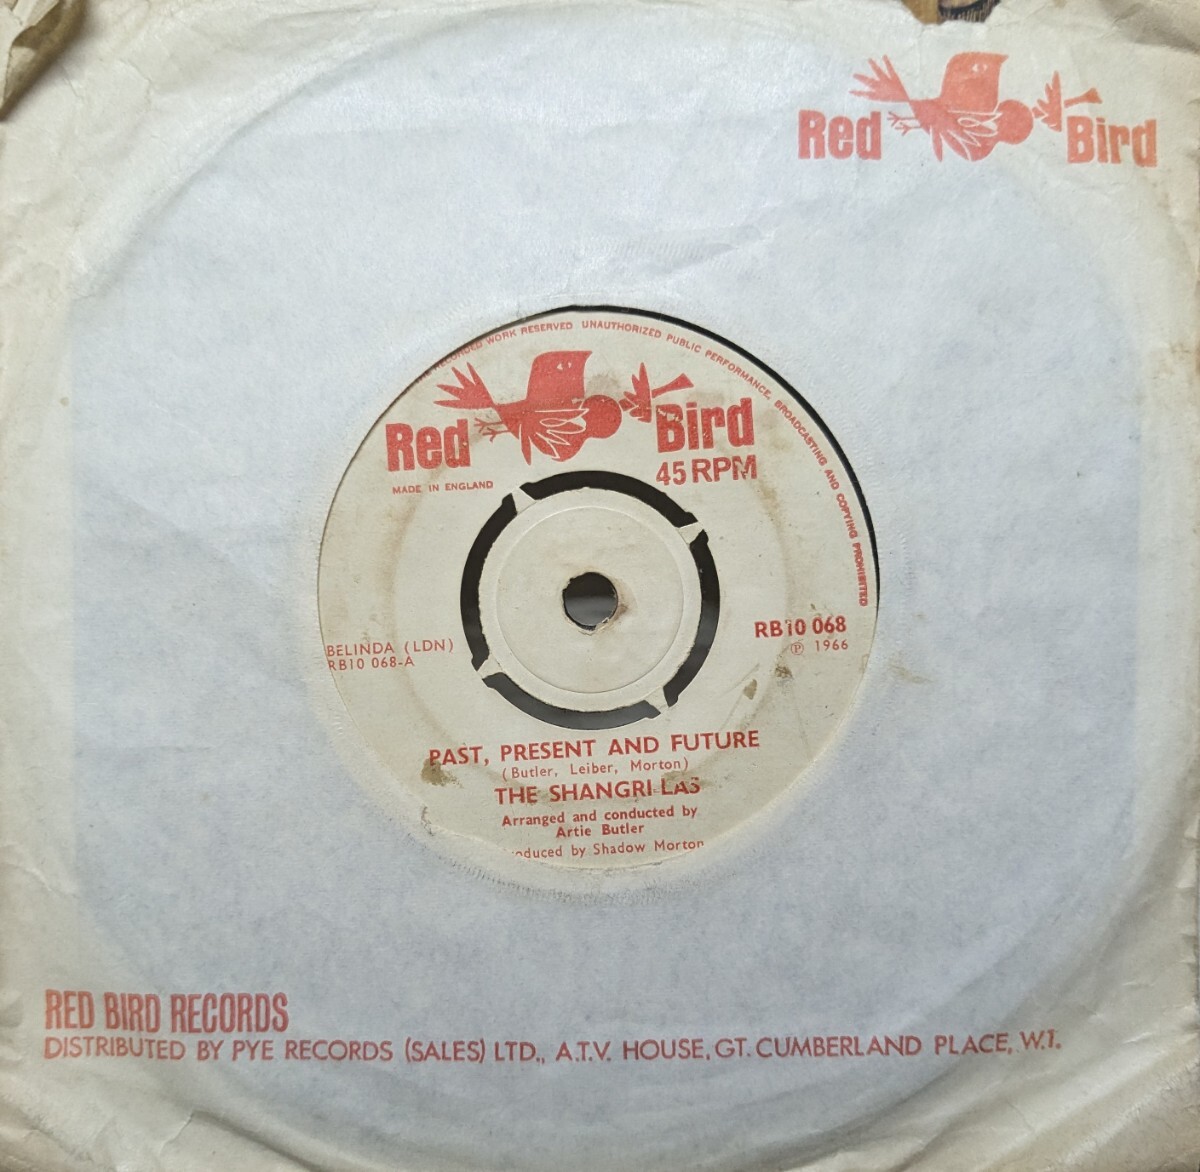 Red Bird
RECORDED WORK RESERVED UNAUTHORIZED PUBLIC PERFORMANCE, BROADCASTING AND COPYING PROHIBITED
Red Bird
45 RPM
MADE IN ENGLAND
BELINDA (LDN)
RB10 068-A
RB10 068
℗ 1966
PAST, PRESENT AND FUTURE
(Butler, Leiber, Morton)
THE SHANGRI-LAS
Arranged and conducted by
Artie Butler
oduced by Shadow Morton
RED BIRD RECORDS
DISTRIBUTED BY PYE RECORDS (SALES) LTD., A.T.V. HOUSE, GT. CUMBERLAND PLACE, W.1.